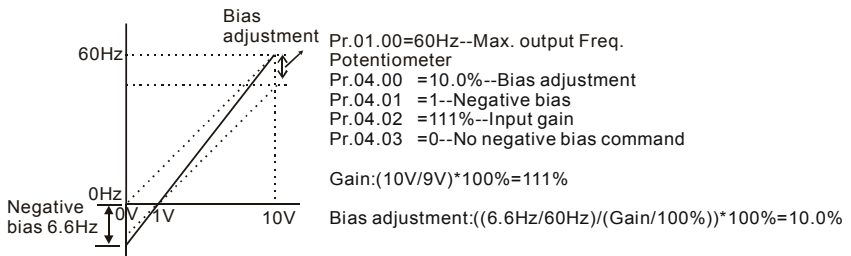 Bias
adjustment
60Hz
0Hz
0V
1V
10V
Negative
bias 6.6Hz
Pr.01.00=60Hz--Max. output Freq.
Potentiometer
Pr.04.00 =10.0%--Bias adjustment
Pr.04.01 =1--Negative bias
Pr.04.02 =111%--Input gain
Pr.04.03 =0--No negative bias command
Gain:(10V/9V)*100%=111%
Bias adjustment:((6.6Hz/60Hz)/(Gain/100%))*100%=10.0%